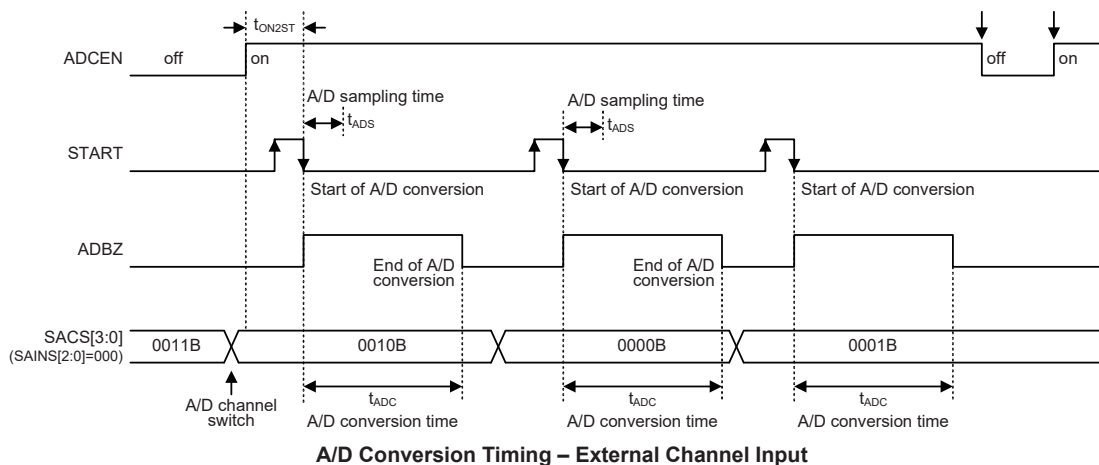 tON2ST
ADCEN
off
on
off
on
A/D sampling time
tADS
A/D sampling time
tADS
START
Start of A/D conversion
Start of A/D conversion
Start of A/D conversion
ADBZ
End of A/D
conversion
End of A/D
conversion
SACS[3:0]
(SAINS[2:0]=000)
0011B
0010B
0000B
0001B
A/D channel
switch
tADC
A/D conversion time
tADC
A/D conversion time
tADC
A/D conversion time
A/D Conversion Timing – External Channel Input